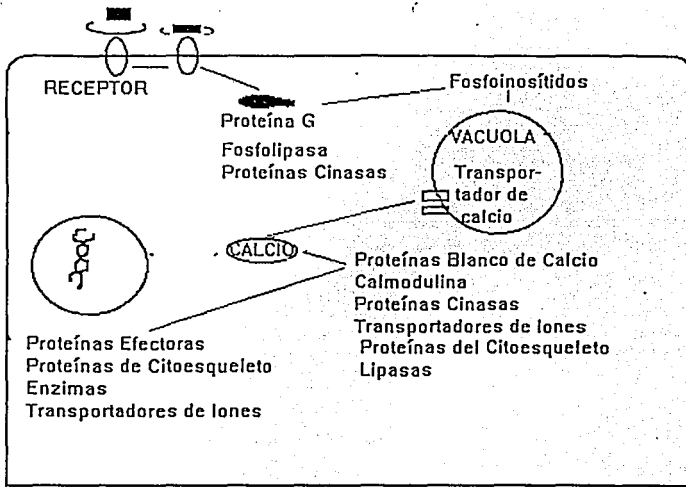 RECEPTOR
Proteína G
Fosfolipasa
Proteínas Cinasas
Fosfoinosítidos
VACUOLA
Transpor-
tador de
calcio
CALCIO
Proteínas Blanco de Calcio
Calmodulina
Proteínas Cinasas
Transportadores de Iones
Proteínas del Citoesqueleto
Lipasas
Proteínas Efectoras
Proteínas de Citoesqueleto
Enzimas
Transportadores de Iones